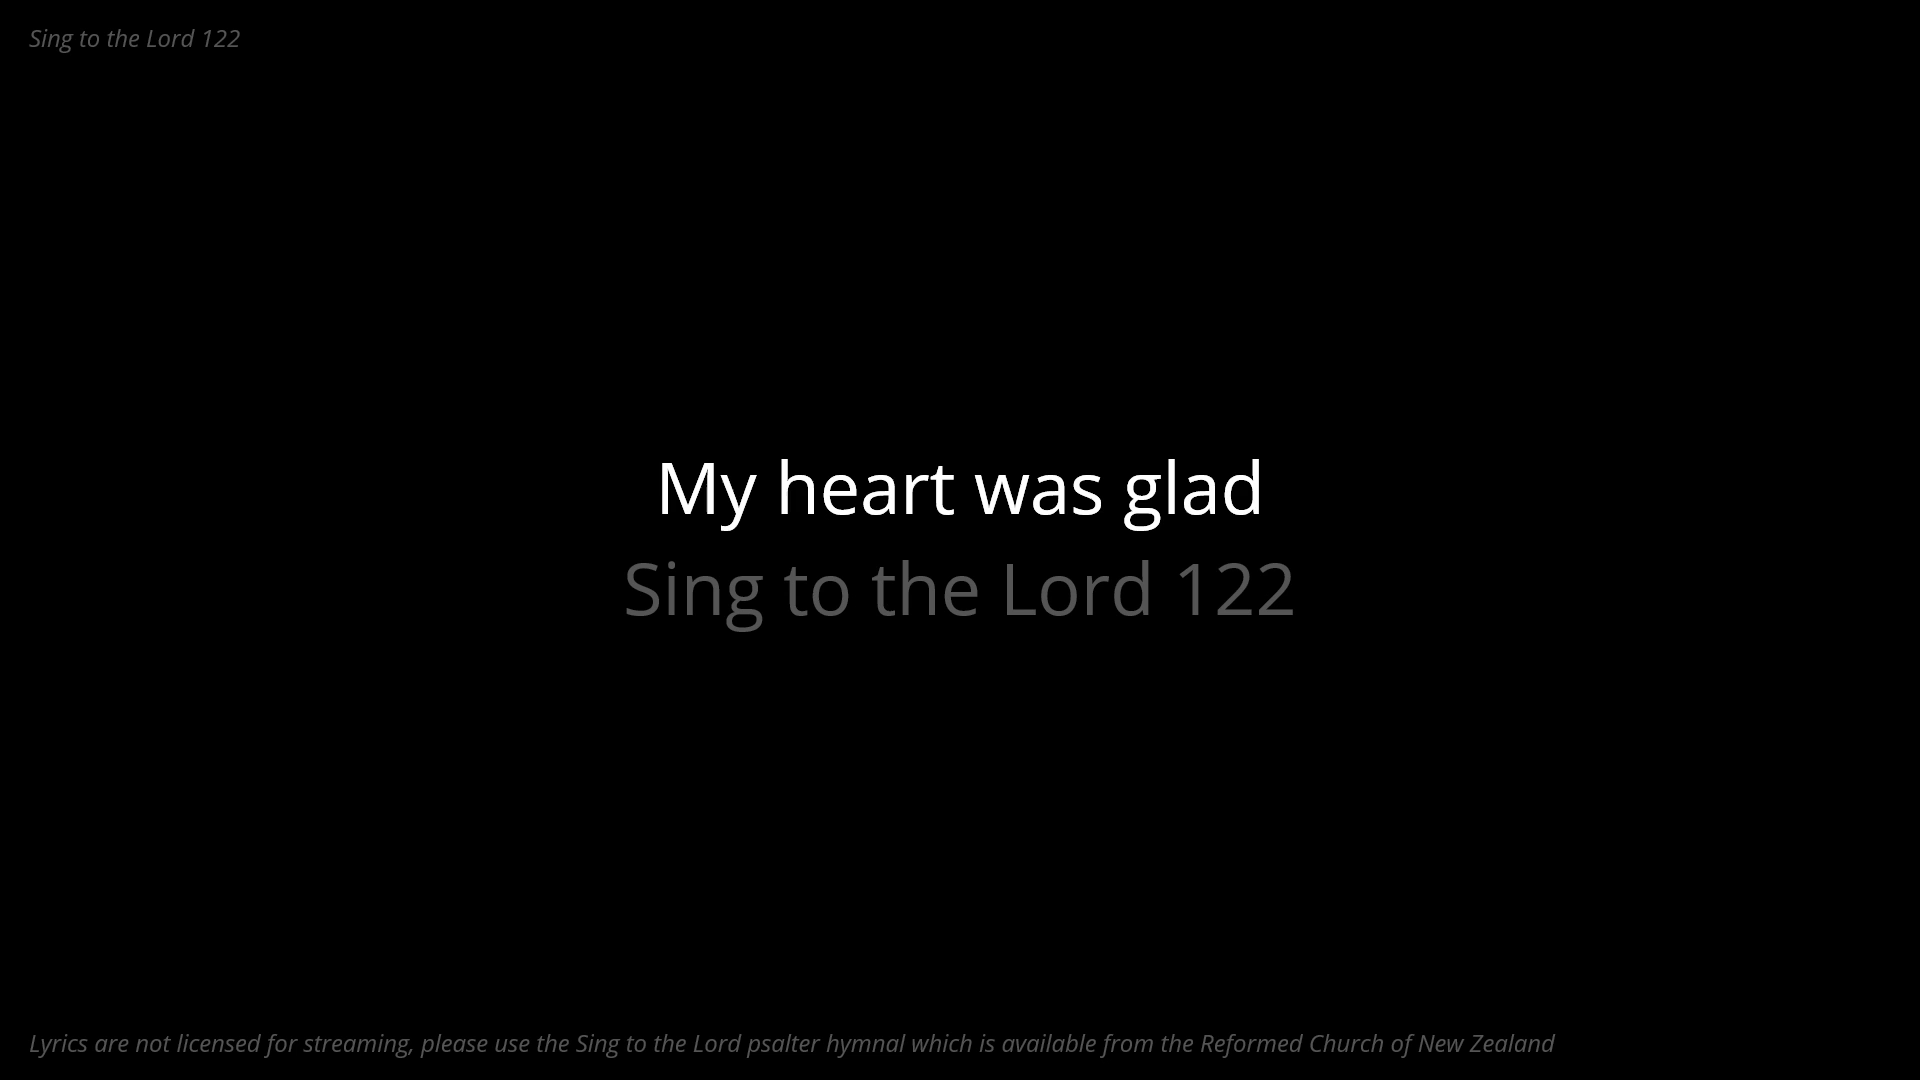 Sing to the Lord 122
My heart was glad
Sing to the Lord 122
Lyrics are not licensed for streaming, please use the Sing to the Lord psalter hymnal which is available from the Reformed Church of New Zealand